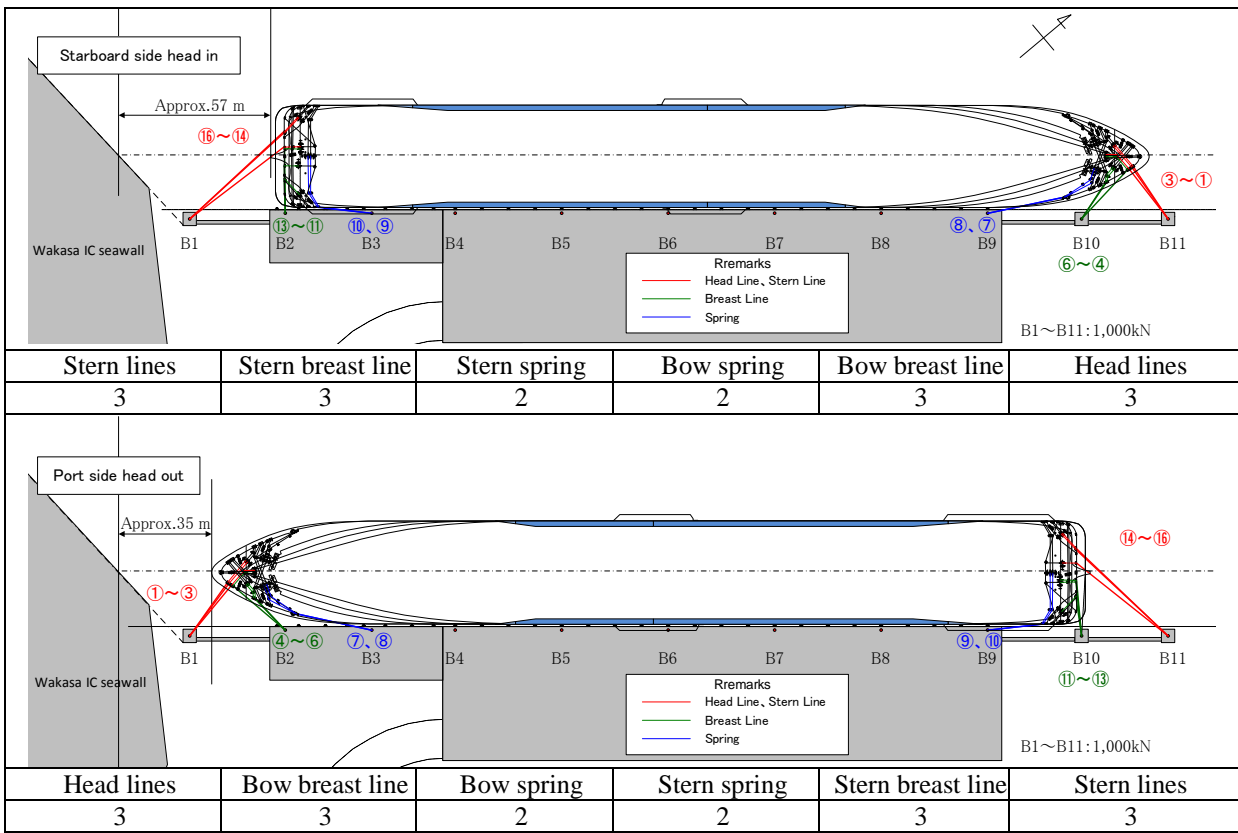 Starboard side head in
Approx.57 m
⑯～⑭
③～①
⑬～⑪
⑩、⑨
⑧、⑦
Wakasa IC seawall
B1
B2
B3
B4
B5
B6
B7
B8
B9
B10
B11
⑥～④
Rremarks
Head Line、Stern Line
Breast Line
Spring
B1～B11:1,000kN
Stern lines Stern breast line Stern spring Bow spring Bow breast line Head lines
3 3 2 2 3 3
Port side head out
Approx.35 m
⑭～⑯
①～③
④～⑥
⑦、⑧
⑨、⑩
B1
B2
B3
B4
B5
B6
B7
B8
B9
B10
B11
Wakasa IC seawall
⑪～⑬
Rremarks
Head Line、Stern Line
Breast Line
Spring
B1～B11:1,000kN
Head lines Bow breast line Bow spring Stern spring Stern breast line Stern lines
3 3 2 2 3 3